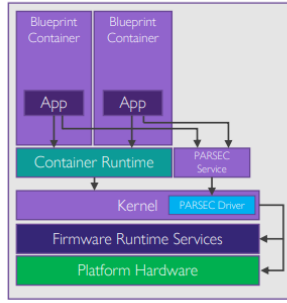 Blueprint
Container
Blueprint
Container
App
App
Container Runtime
PARSEC
Service
Kernel
PARSEC Driver
Firmware Runtime Services
Platform Hardware